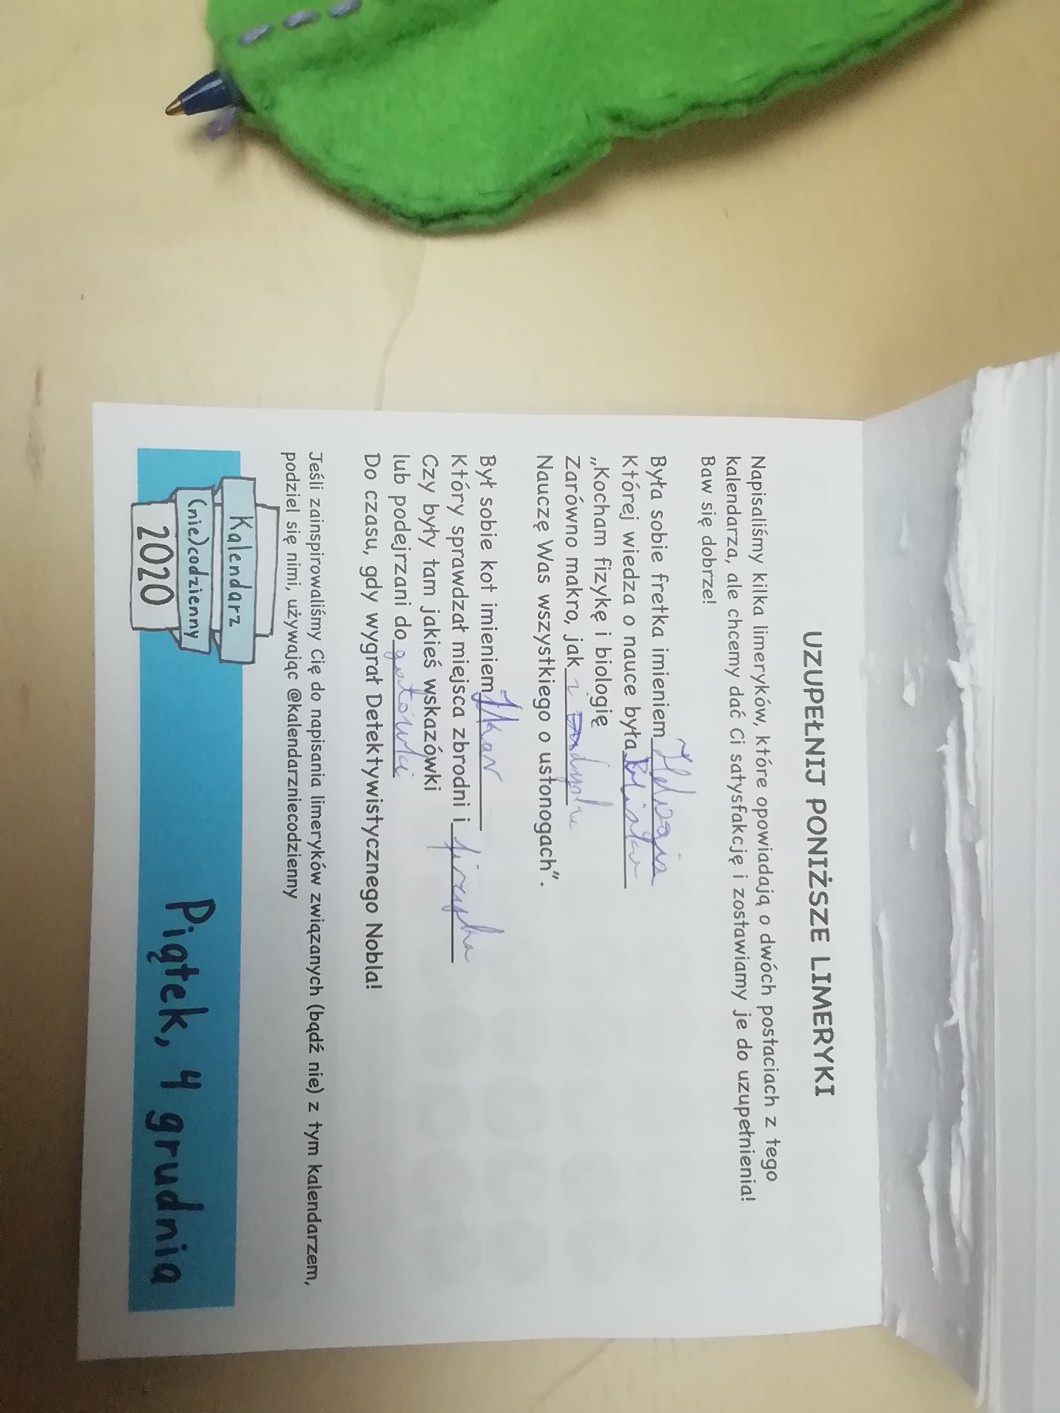 UZUPEŁNIJ PONIŻSZE LIMERYKI
Napisaliśmy kilka limeryków, które opowiadają o dwóch postaciach z tego
kalendarza, ale chcemy dać Ci satysfakcję i zostawiamy je do uzupełnienia!
Baw się dobrze!
Była sobie fretka imieniem
Której wiedza o nauce była
„Kocham fizykę i biologię
Zarówno makro, jak i
Nauczę Was wszystkiego o ustonogach".
Był sobie kot imieniem Ikar
Który sprawdzał miejsca zbrodni i
Czy były tam jakieś wskazówki
lub podejrzani do gotówki
Do czasu, gdy wygrał Detektywistycznego Nobla!
Jeśli zainspirowaliśmy Cię do napisania limeryków związanych (bądź nie) z tym kalendarzem,
podziel się nimi, używając @kalendarzniecodzienny
Kalendarz
(nie)codzienny
2020
Piątek, 4 grudnia